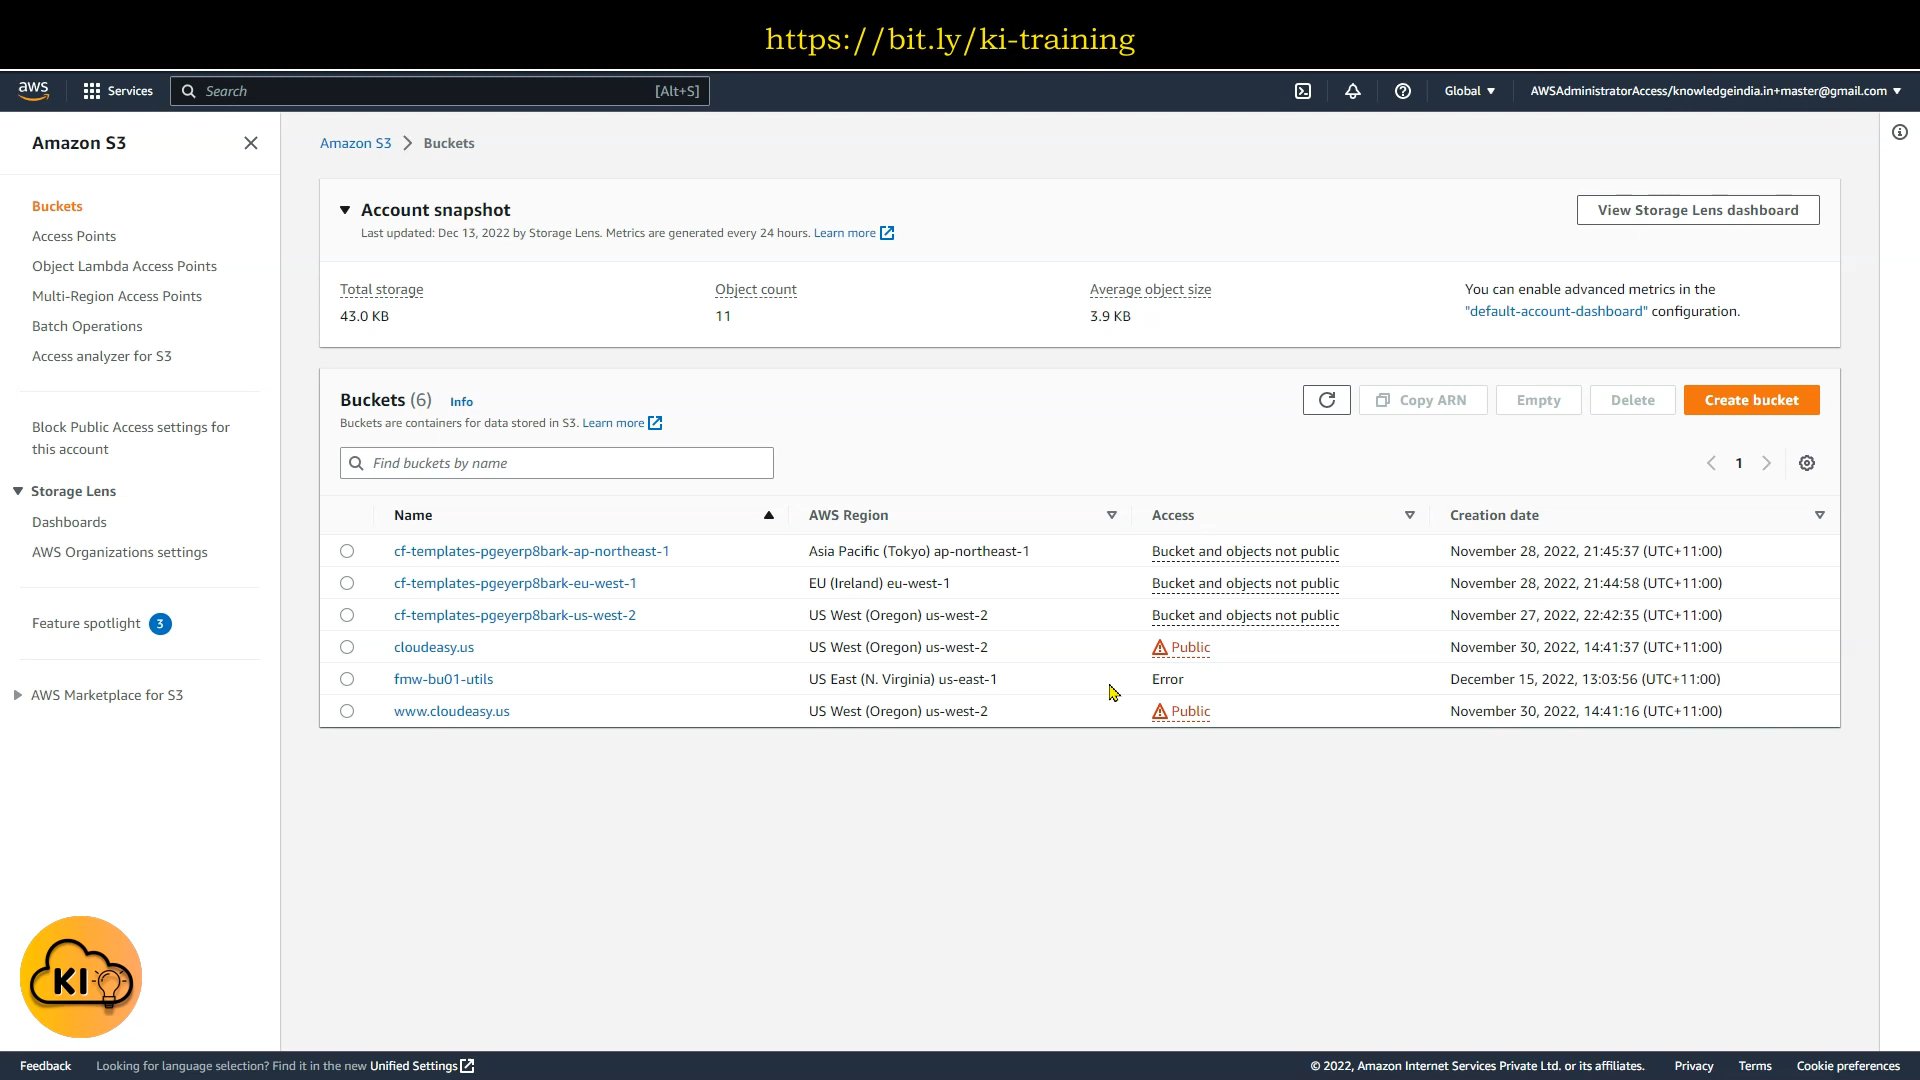 https://bit.ly/ki-training
aws Services Search [Alt+S] Global ▼ AWSAdministratorAccess/knowledgeindia.in+master@gmail.com ▼
Amazon S3
Buckets
Access Points
Object Lambda Access Points
Multi-Region Access Points
Batch Operations
Access analyzer for S3
Block Public Access settings for
this account
Storage Lens
Dashboards
AWS Organizations settings
Feature spotlight 3
AWS Marketplace for S3
KI
Amazon S3 > Buckets
Account snapshot
Last updated: Dec 13, 2022 by Storage Lens. Metrics are generated every 24 hours. Learn more
View Storage Lens dashboard
Total storage
43.0 KB
Object count
11
Average object size
3.9 KB
You can enable advanced metrics in the
"default-account-dashboard" configuration.
Buckets (6) Info
Buckets are containers for data stored in S3. Learn more
Copy ARN Empty Delete Create bucket
Find buckets by name
1
Name AWS Region Access Creation date
cf-templates-pgeyerp8bark-ap-northeast-1 Asia Pacific (Tokyo) ap-northeast-1 Bucket and objects not public November 28, 2022, 21:45:37 (UTC+11:00)
cf-templates-pgeyerp8bark-eu-west-1 EU (Ireland) eu-west-1 Bucket and objects not public November 28, 2022, 21:44:58 (UTC+11:00)
cf-templates-pgeyerp8bark-us-west-2 US West (Oregon) us-west-2 Bucket and objects not public November 27, 2022, 22:42:35 (UTC+11:00)
cloudeasy.us US West (Oregon) us-west-2 Public November 30, 2022, 14:41:37 (UTC+11:00)
fmw-bu01-utils US East (N. Virginia) us-east-1 Error December 15, 2022, 13:03:56 (UTC+11:00)
www.cloudeasy.us US West (Oregon) us-west-2 Public November 30, 2022, 14:41:16 (UTC+11:00)
Feedback Looking for language selection? Find it in the new Unified Settings © 2022, Amazon Internet Services Private Ltd. or its affiliates. Privacy Terms Cookie preferences